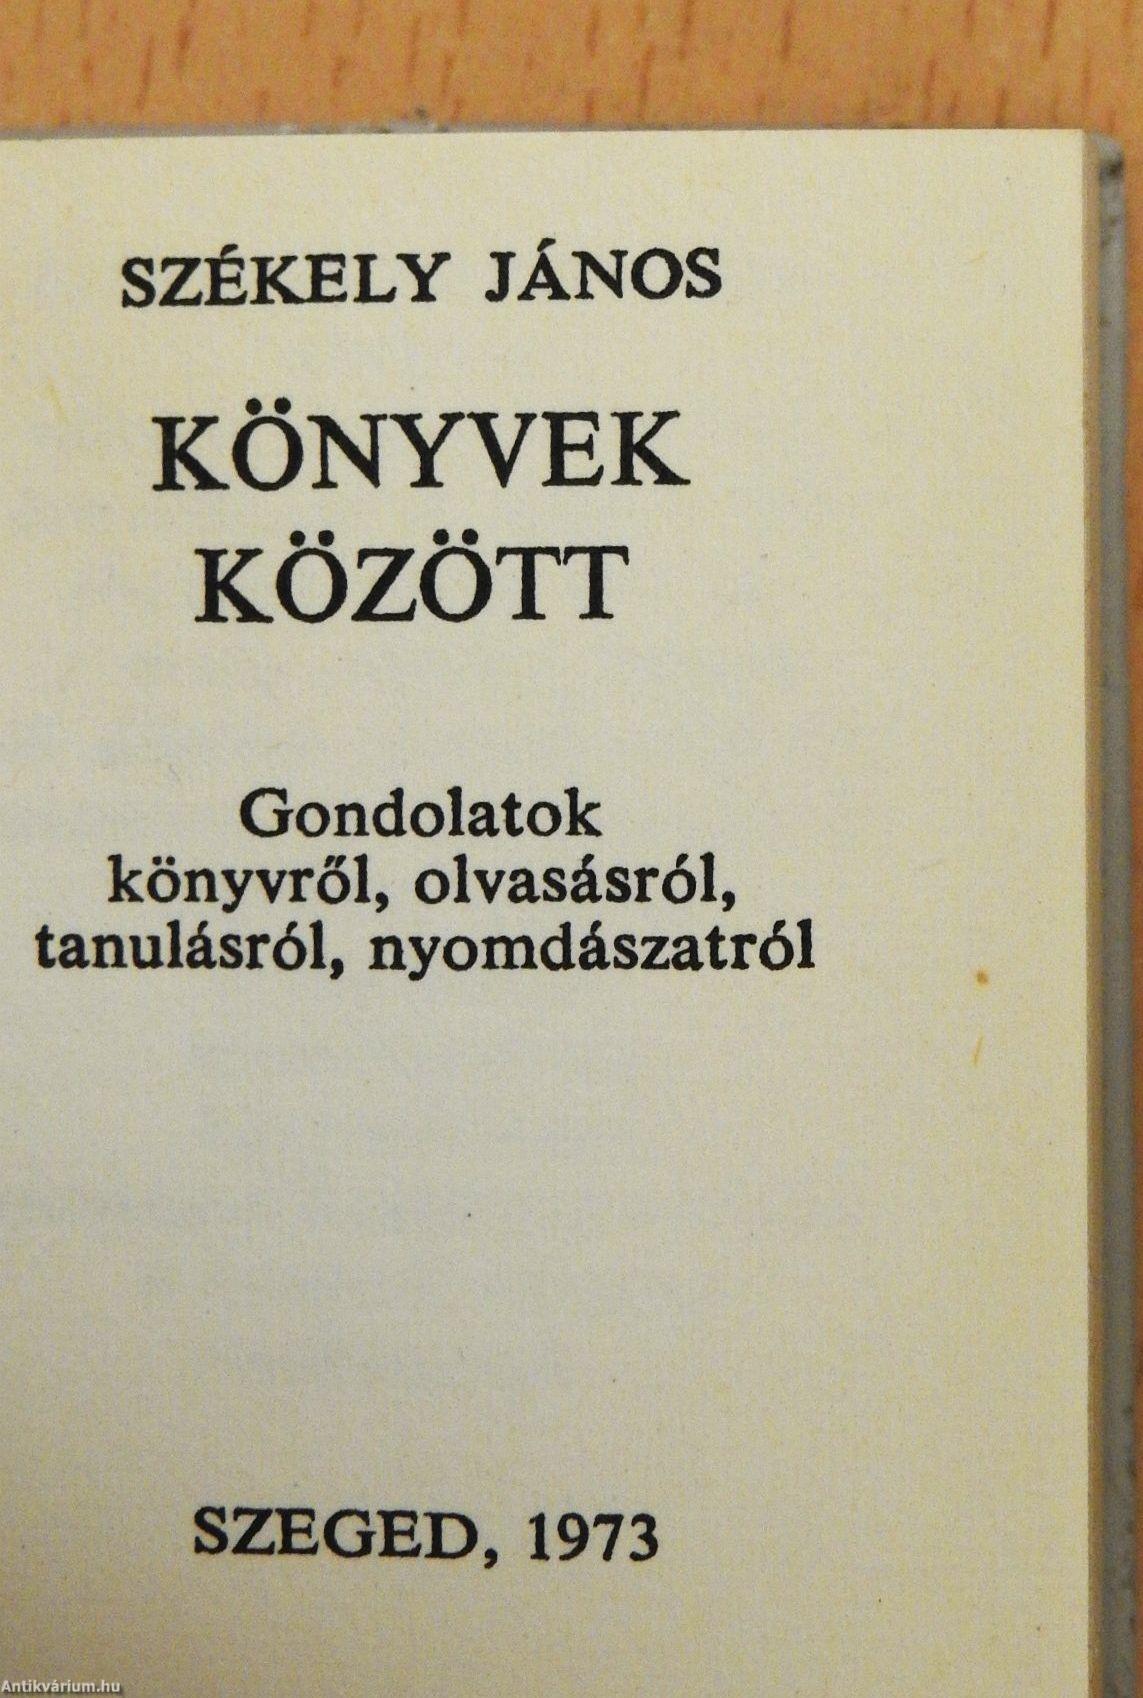 SZÉKELY JÁNOS
KÖNYVEK
KÖZÖTT
Gondolatok
könyvről, olvasásról,
tanulásról, nyomdászatról
SZEGED, 1973
Antikvárium.hu